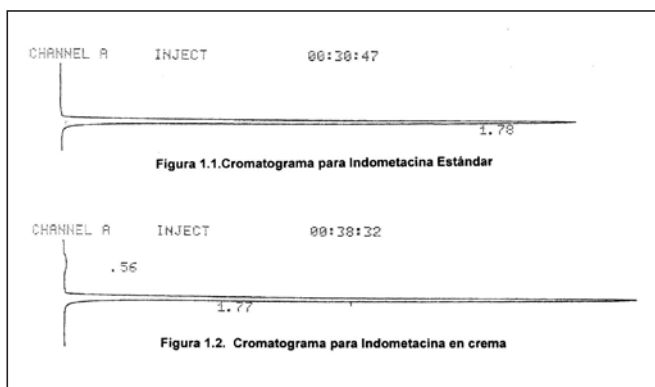 CHANNEL A INJECT 00:30:47
1.78
Figura 1.1.Cromatograma para Indometacina Estándar
CHANNEL A INJECT 00:38:32
.56
1.77
Figura 1.2. Cromatograma para Indometacina en crema